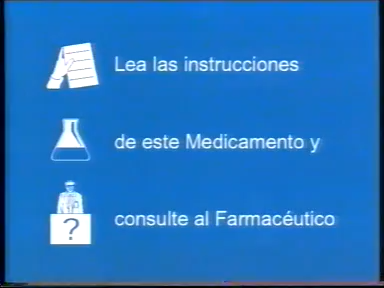 Lea las instrucciones
de este Medicamento y
?
consulte al Farmacéutico